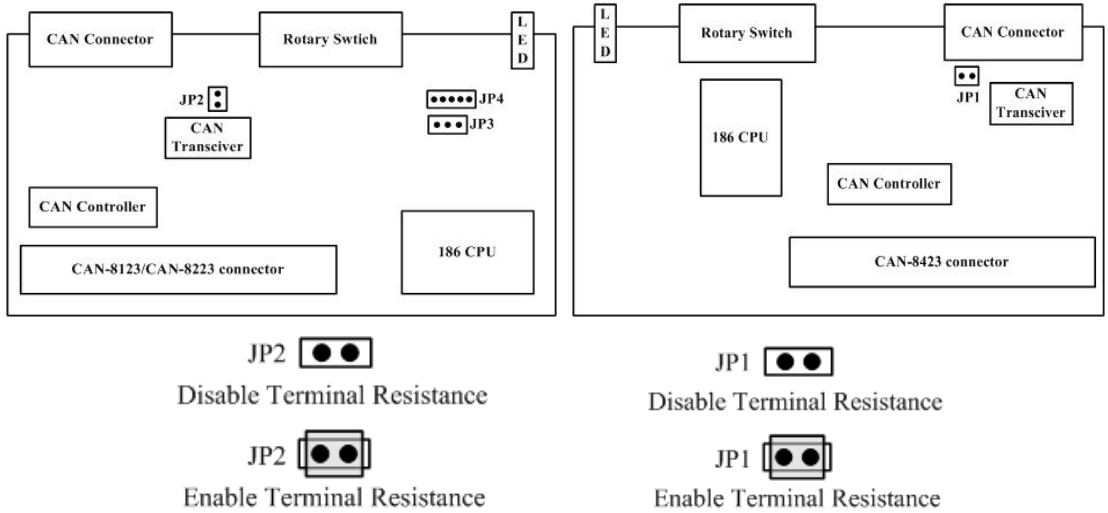 CAN Connector
Rotary Swtich
L
E
D
JP2
CAN
Transciver
JP4
JP3
CAN Controller
186 CPU
CAN-8123/CAN-8223 connector
L
E
D
Rotary Switch
CAN Connector
JP1
CAN
Transciver
186 CPU
CAN Controller
CAN-8423 connector
JP2
Disable Terminal Resistance
JP2
Enable Terminal Resistance
JP1
Disable Terminal Resistance
JP1
Enable Terminal Resistance